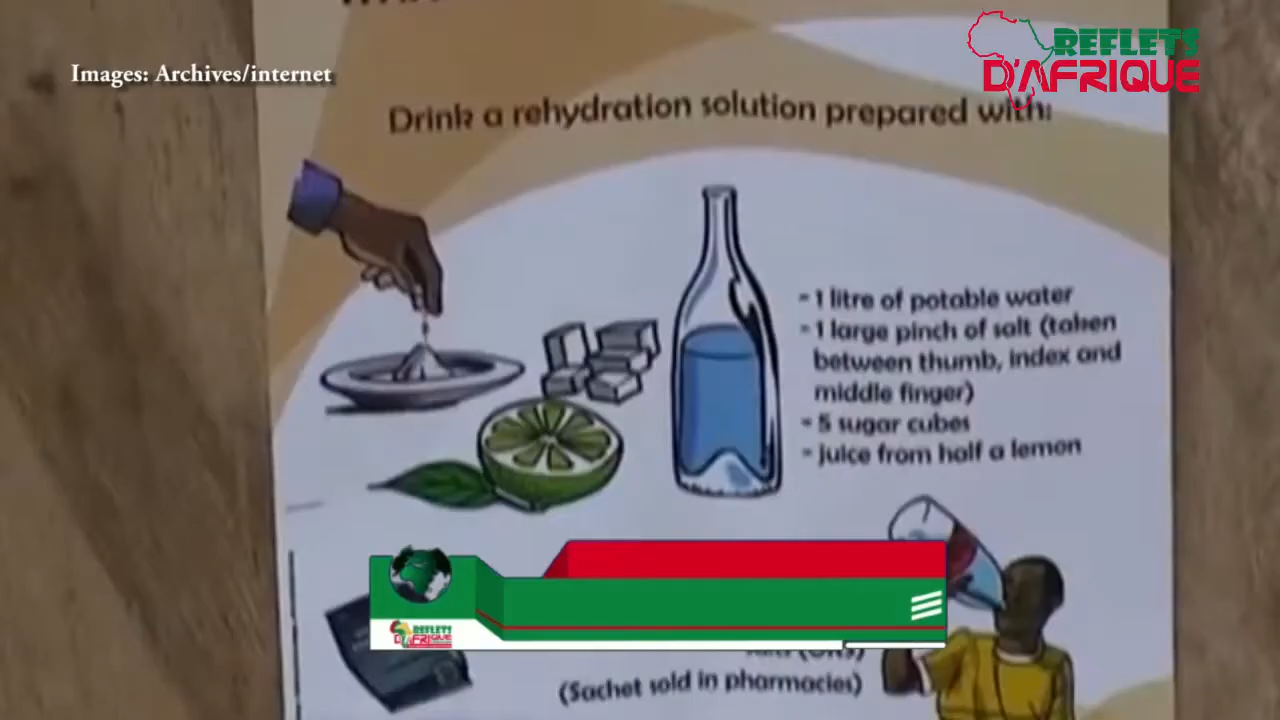 Images: Archives/internet
REFLETS
D'AFRIQUE
Drink a rehydration solution prepared with:
- 1 litre of potable water
- 1 large pinch of salt (taken
between thumb, index and
middle finger)
- 5 sugar cubes
- juice from half a lemon
REFLETS
D'AFRIQUE
(Sachet sold in pharmacies)